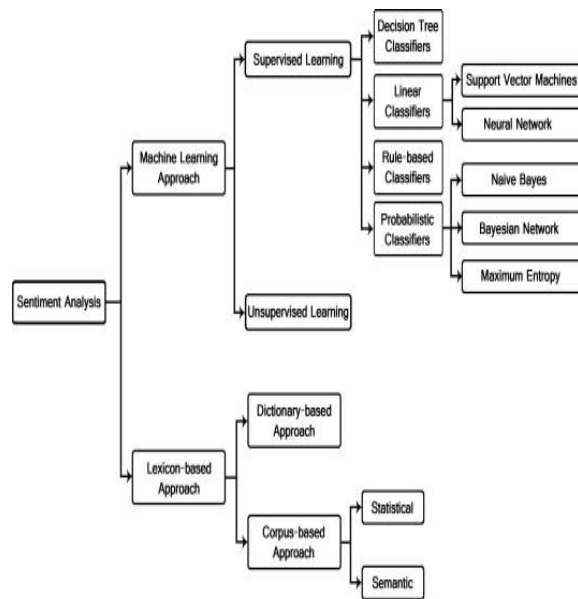 Decision Tree
Classifiers
Supervised Learning
Support Vector Machines
Linear
Classifiers
Neural Network
Machine Learning
Approach
Rule-based
Classifiers
Naive Bayes
Probabilistic
Classifiers
Bayesian Network
Maximum Entropy
Sentiment Analysis
Unsupervised Learning
Dictionary-based
Approach
Lexicon-based
Approach
Statistical
Corpus-based
Approach
Semantic